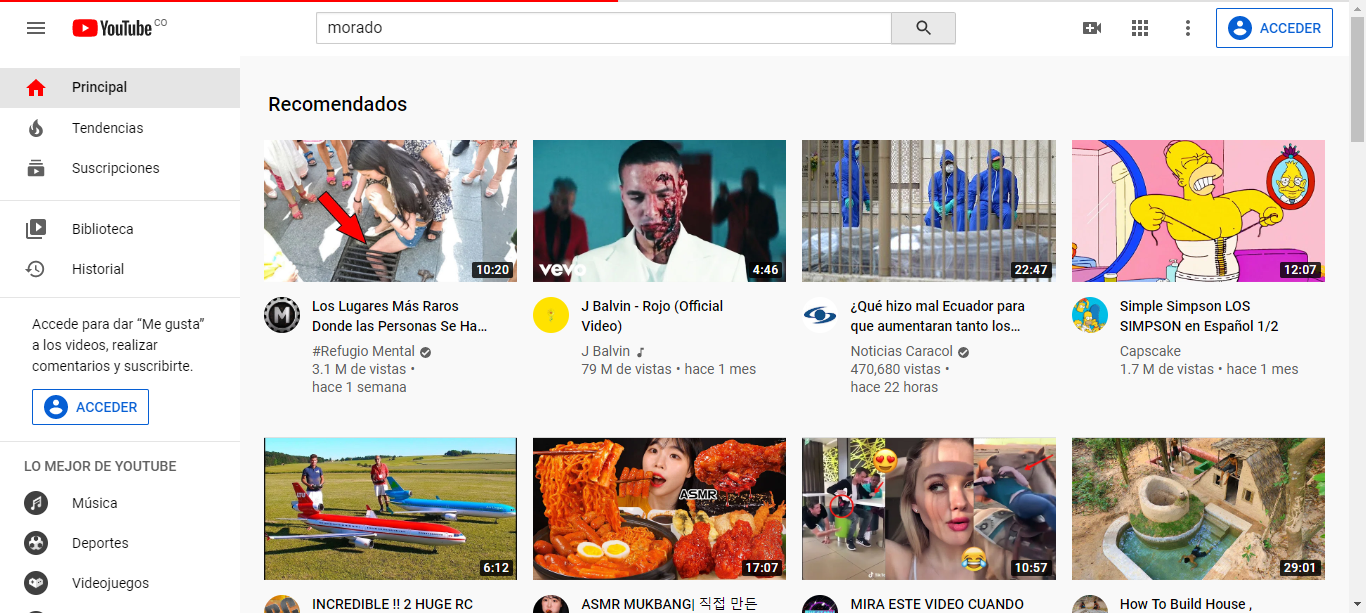 YouTube CO
morado
ACCEDER
Principal
Tendencias
Suscripciones
Biblioteca
Historial
Accede para dar “Me gusta”
a los videos, realizar
comentarios y suscribirte.
ACCEDER
LO MEJOR DE YOUTUBE
Música
Deportes
Videojuegos
Recomendados
10:20
vevo
4:46
22:47
12:07
M
Los Lugares Más Raros
Donde las Personas Se Ha…
#Refugio Mental
3.1 M de vistas •
hace 1 semana
J Balvin - Rojo (Official
Video)
J Balvin
79 M de vistas • hace 1 mes
¿Qué hizo mal Ecuador para
que aumentaran tanto los…
Noticias Caracol
470,680 vistas •
hace 22 horas
Simple Simpson LOS
SIMPSON en Español 1/2
Capscake
1.7 M de vistas • hace 1 mes
6:12
ASMR
17:07
10:57
29:01
INCREDIBLE !! 2 HUGE RC
ASMR MUKBANG| 직접 만든
MIRA ESTE VIDEO CUANDO
How To Build House ,